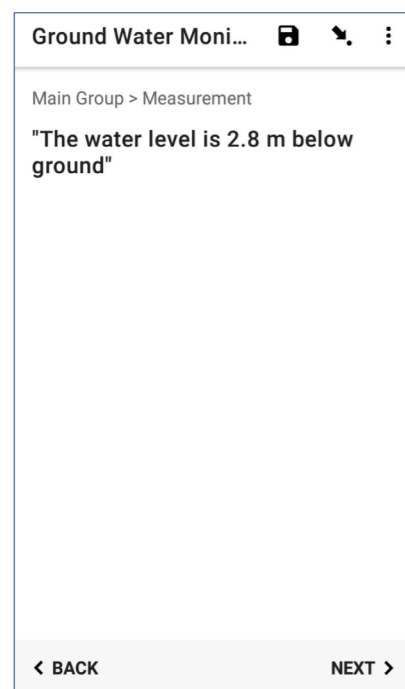 Ground Water Moni...
Main Group > Measurement
"The water level is 2.8 m below
ground"
< BACK
NEXT >